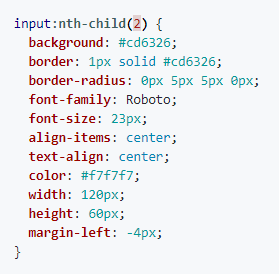 input:nth-child(2) {
background: #cd6326;
border: 1px solid #cd6326;
border-radius: 0px 5px 5px 0px;
font-family: Roboto;
font-size: 23px;
align-items: center;
text-align: center;
color: #f7f7f7;
width: 120px;
height: 60px;
margin-left: -4px;
}